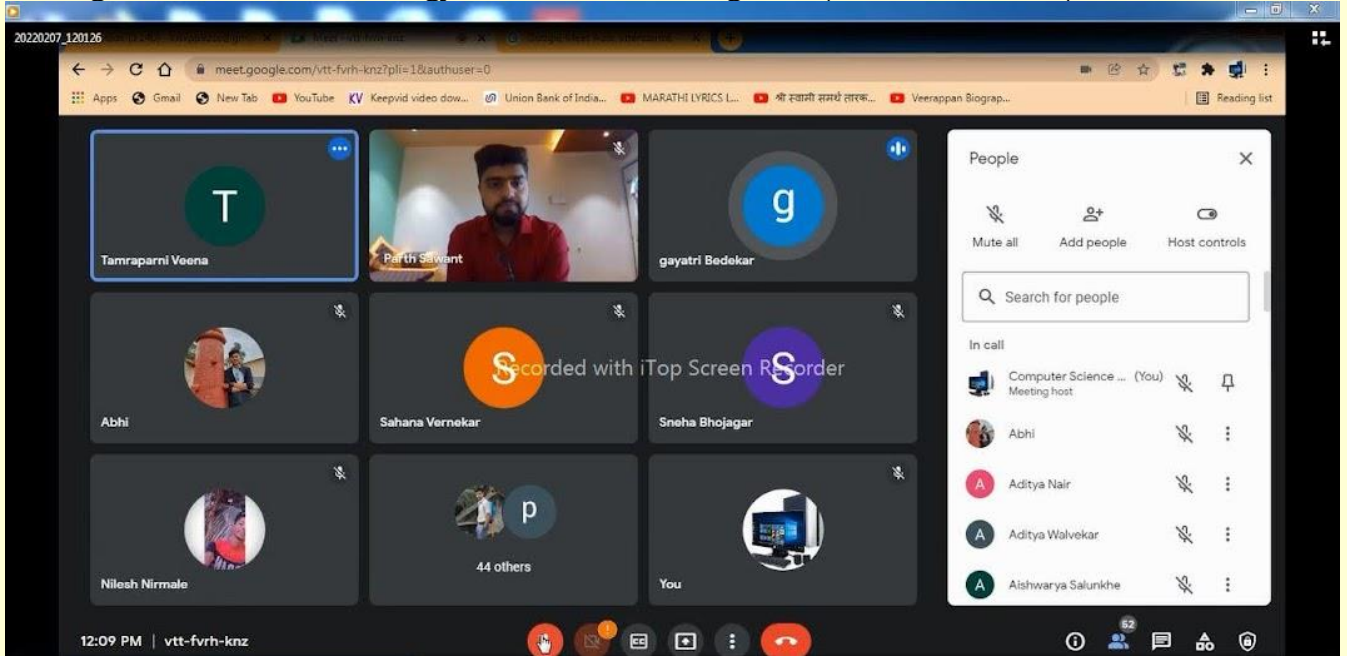 20220207_120126
meet.google.com/vtt-fvrh-knz?pli=1&authuser=0
Apps Gmail New Tab YouTube KV Keepvid video dow... Union Bank of India... MARATHI LYRICS L... श्री स्वामी समर्थ तारक... Veerappan Biograp... Reading list
T
Tamraparni Veena
Parth Sawant
g
gayatri Bedekar
Abhi
S
Sahana Vernekar
S
Sneha Bhojagar
Recorded with iTop Screen Recorder
Nilesh Nirmale
p
44 others
You
People
Mute all Add people Host controls
Search for people
In call
Computer Science ... (You)
Meeting host
Abhi
A Aditya Nair
A Aditya Walvekar
A Aishwarya Salunkhe
12:09 PM | vtt-fvrh-knz
CC
52